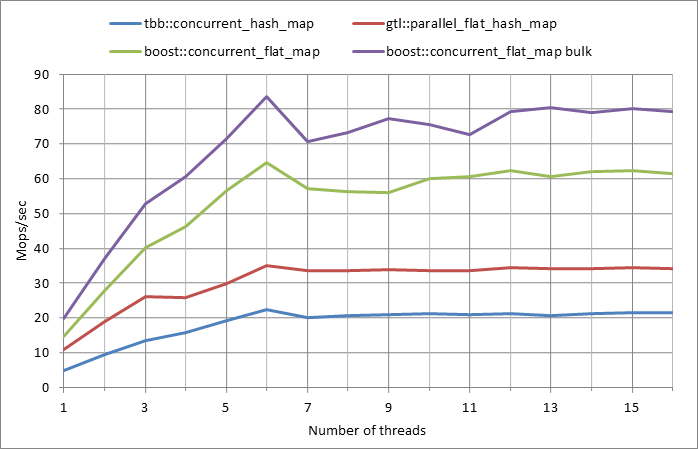 tbb::concurrent_hash_map gtl::parallel_flat_hash_map
boost::concurrent_flat_map boost::concurrent_flat_map bulk
90
80
70
60
50
40
30
20
10
0
Mops/sec
1 3 5 7 9 11 13 15
Number of threads